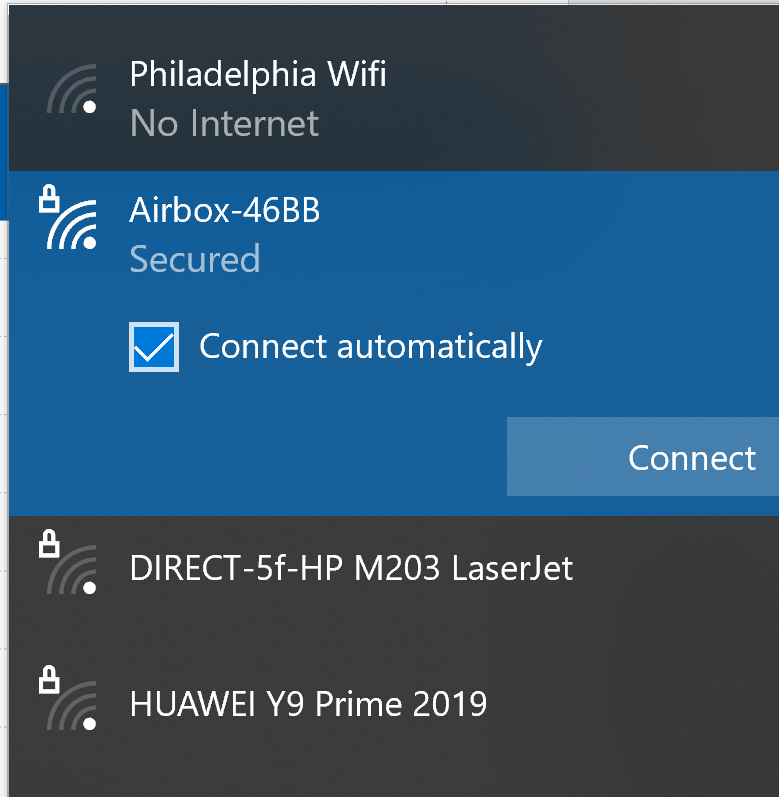 Philadelphia Wifi
No Internet
Airbox-46BB
Secured
Connect automatically
Connect
DIRECT-5f-HP M203 LaserJet
HUAWEI Y9 Prime 2019